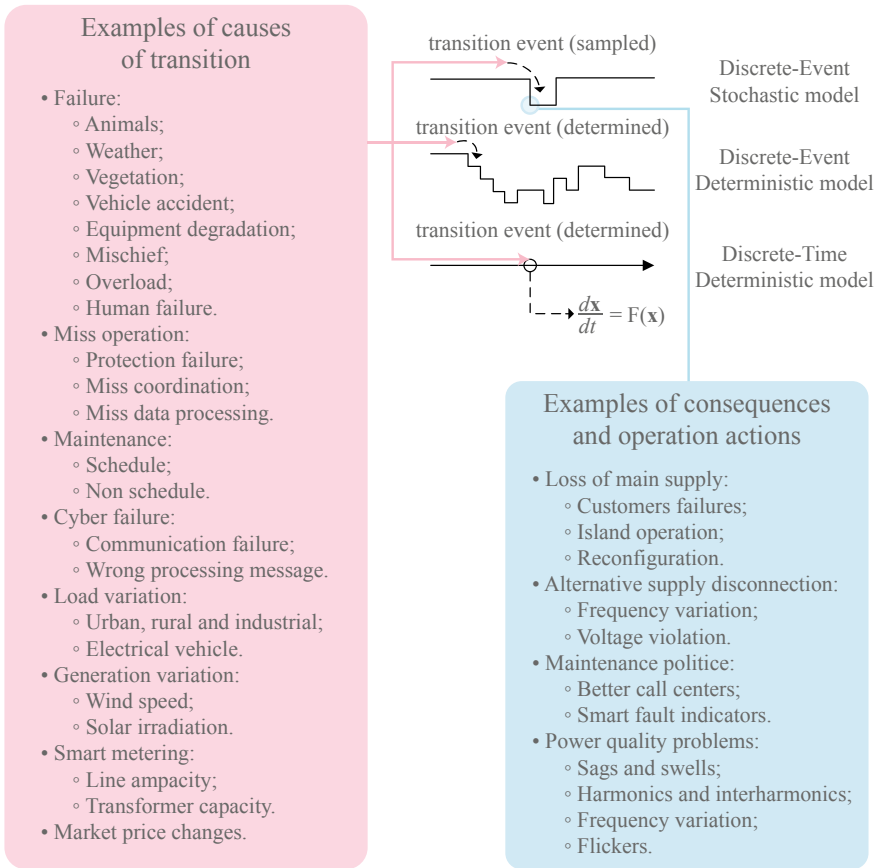 Examples of causes
of transition
• Failure:
◦ Animals;
◦ Weather;
◦ Vegetation;
◦ Vehicle accident;
◦ Equipment degradation;
◦ Mischief;
◦ Overload;
◦ Human failure.
• Miss operation:
◦ Protection failure;
◦ Miss coordination;
◦ Miss data processing.
• Maintenance:
◦ Schedule;
◦ Non schedule.
• Cyber failure:
◦ Communication failure;
◦ Wrong processing message.
• Load variation:
◦ Urban, rural and industrial;
◦ Electrical vehicle.
• Generation variation:
◦ Wind speed;
◦ Solar irradiation.
• Smart metering:
◦ Line ampacity;
◦ Transformer capacity.
• Market price changes.
transition event (sampled)
Discrete-Event
Stochastic model
transition event (determined)
Discrete-Event
Deterministic model
transition event (determined)
Discrete-Time
Deterministic model
dx/dt = F(x)
Examples of consequences
and operation actions
• Loss of main supply:
◦ Customers failures;
◦ Island operation;
◦ Reconfiguration.
• Alternative supply disconnection:
◦ Frequency variation;
◦ Voltage violation.
• Maintenance politice:
◦ Better call centers;
◦ Smart fault indicators.
• Power quality problems:
◦ Sags and swells;
◦ Harmonics and interharmonics;
◦ Frequency variation;
◦ Flickers.